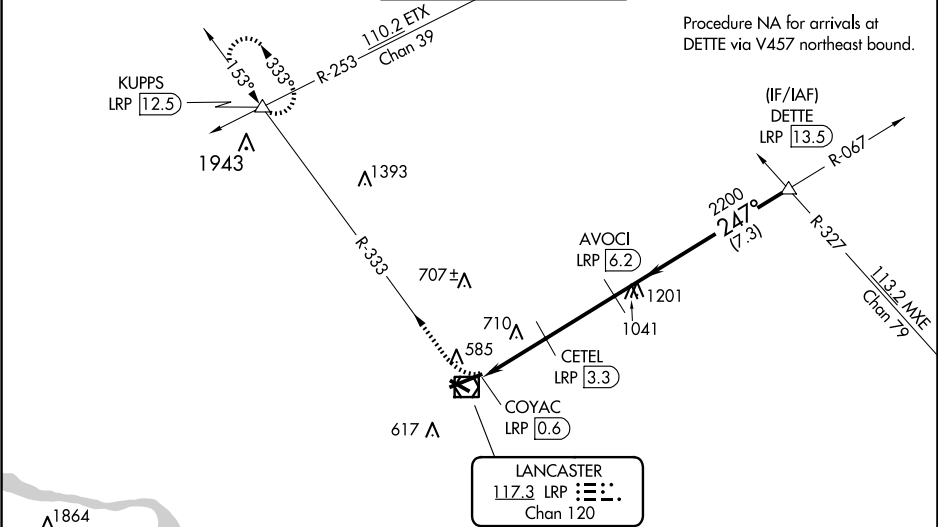 110.2 ETX
Chan 39
R-253
Procedure NA for arrivals at
DETTE via V457 northeast bound.
153°
333°
KUPPS
LRP 12.5
(IF/IAF)
DETTE
LRP 13.5
R-067
1943
1393
2200
247°
(7.3)
R-327
AVOCI
LRP 6.2
R-333
113.2 MXE
Chan 79
707±
1201
1041
710
585
CETEL
LRP 3.3
COYAC
LRP 0.6
617
LANCASTER
117.3 LRP
Chan 120
1864